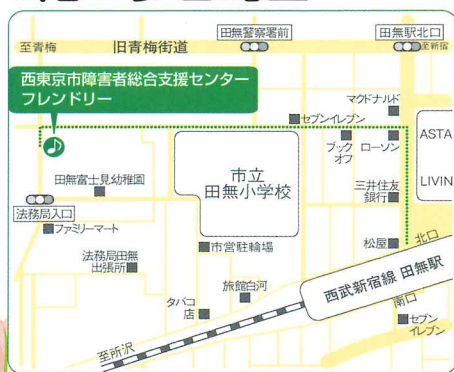 田無警察署前
田無駅北口
至青梅
旧青梅街道
至新宿
西東京市障害者総合支援センター
フレンドリー
マクドナルド
セブンイレブン
ブック
オフ
ローソン
ASTA
田無富士見幼稚園
市立
田無小学校
三井住友
銀行
LIVIN
法務局入口
ファミリーマート
法務局田無
出張所
市営駐輪場
松屋
北口
旅館白河
タバコ
店
西武新宿線 田無駅
南口
セブン
イレブン
至所沢